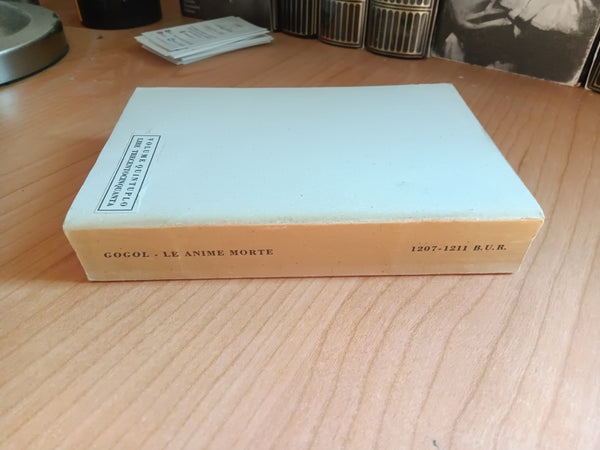 VOLUME QUINTUPLO
LIRE TRECENTOCINQUANTA
GOGOL - LE ANIME MORTE
1207-1211 B.U.R.